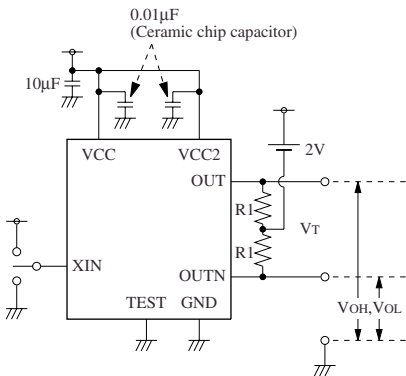 0.01µF
(Ceramic chip capacitor)
10µF
VCC
VCC2
2V
OUT
R1
VT
XIN
R1
OUTN
TEST
GND
VOH,VOL